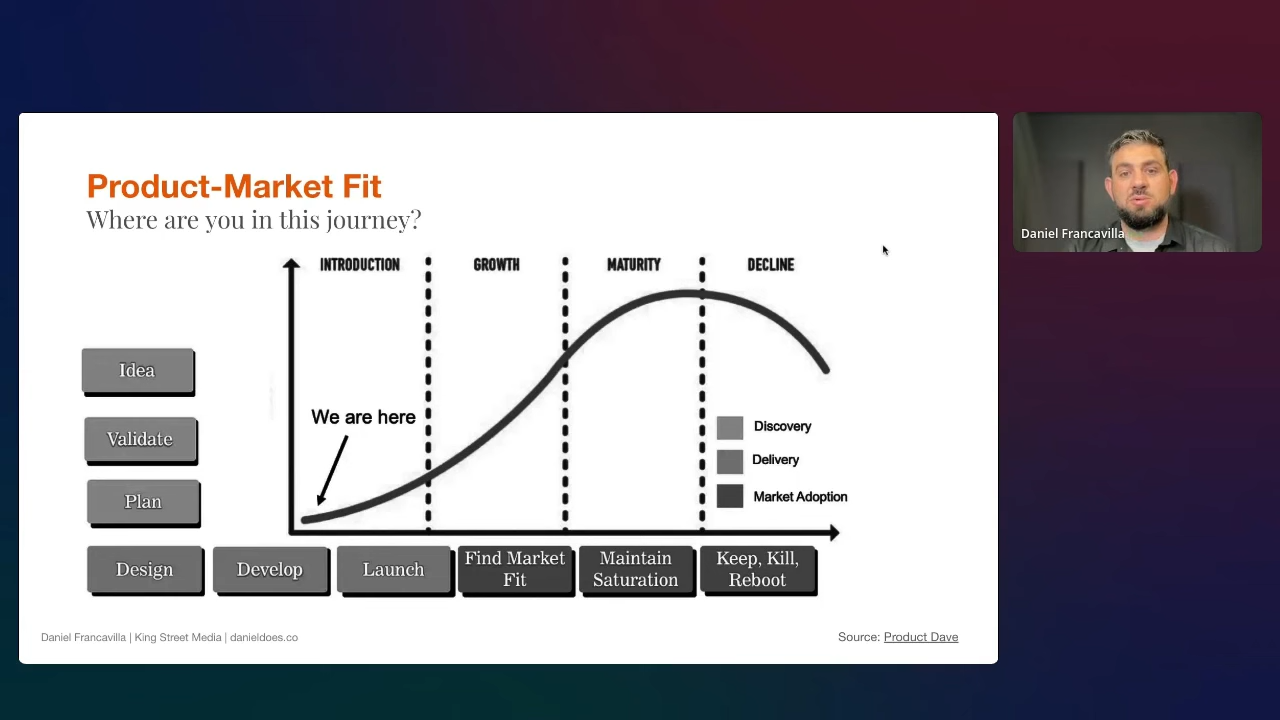 Product-Market Fit
Where are you in this journey?
INTRODUCTION
GROWTH
MATURITY
DECLINE
We are here
Discovery
Delivery
Market Adoption
Idea
Validate
Plan
Design
Develop
Launch
Find Market
Fit
Maintain
Saturation
Keep, Kill,
Reboot
Daniel Francavilla | King Street Media | danieldoes.co
Source: Product Dave
Daniel Francavilla